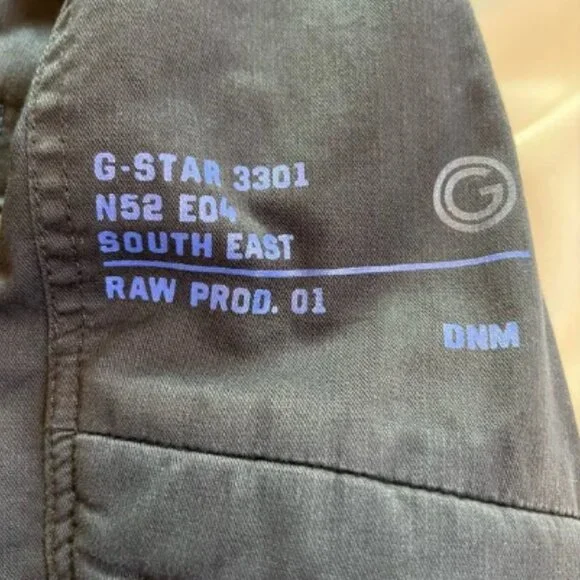 G-STAR 3301
G
N52 E04
SOUTH EAST
RAW PROD. 01
DNM